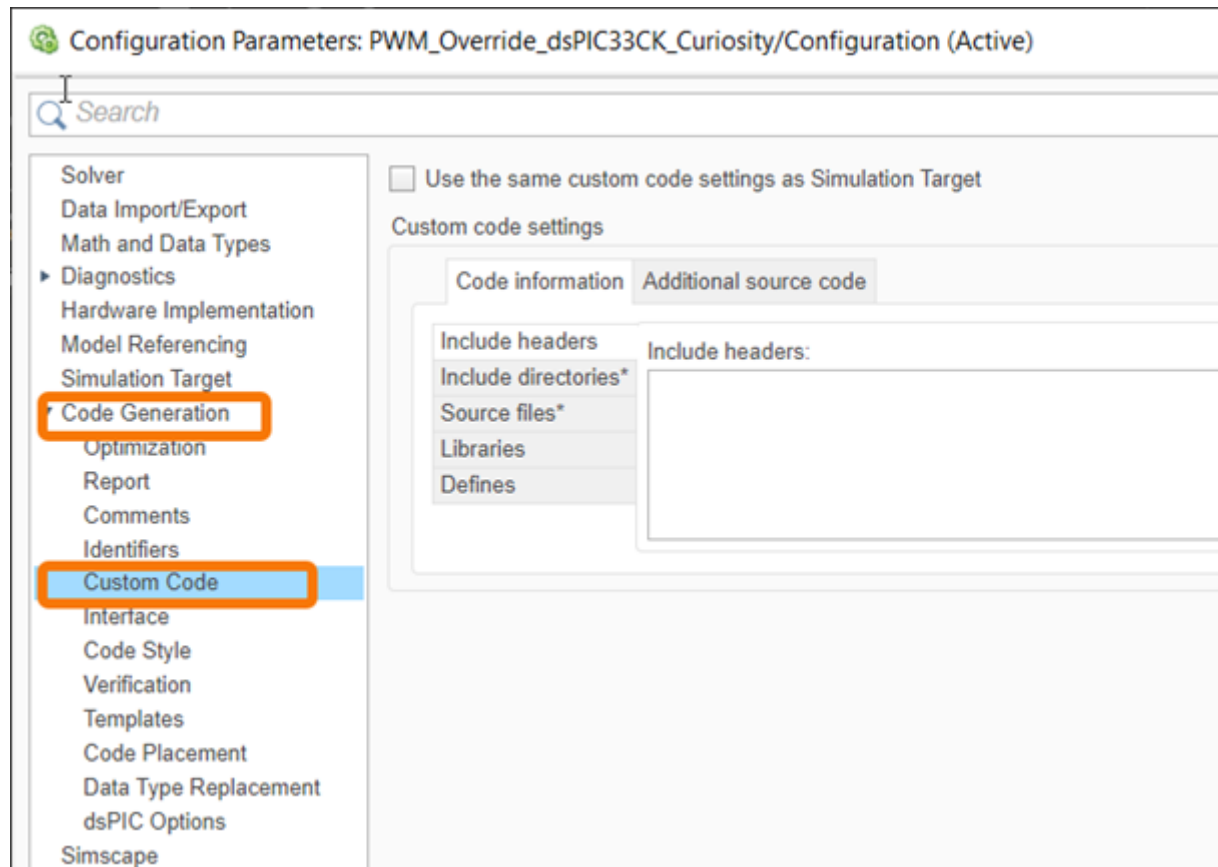 Configuration Parameters: PWM_Override_dsPIC33CK_Curiosity/Configuration (Active)
Search
Solver
Data Import/Export
Math and Data Types
Diagnostics
Hardware Implementation
Model Referencing
Simulation Target
Code Generation
Optimization
Report
Comments
Identifiers
Custom Code
Interface
Code Style
Verification
Templates
Code Placement
Data Type Replacement
dsPIC Options
Simscape
Use the same custom code settings as Simulation Target
Custom code settings
Code information Additional source code
Include headers
Include directories*
Source files*
Libraries
Defines
Include headers: